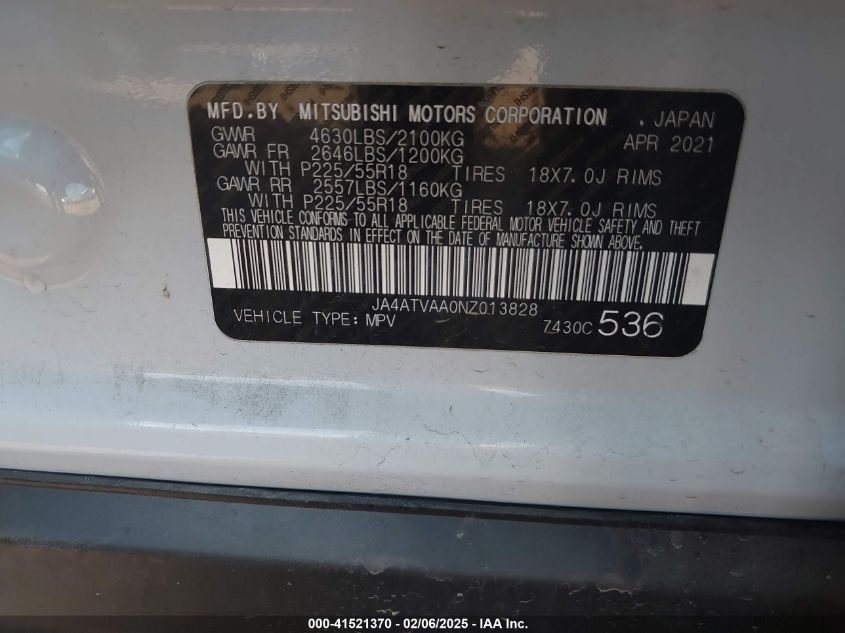 MFD.BY MITSUBISHI MOTORS CORPORATION . JAPAN
GVWR 4630LBS/2100KG APR 2021
GAWR FR 2646LBS/1200KG
WITH P225/55R18 TIRES 18X7.0J RIMS
GAWR RR 2557LBS/1160KG
WITH P225/55R18 TIRES 18X7.0J RIMS
THIS VEHICLE CONFORMS TO ALL APPLICABLE FEDERAL MOTOR VEHICLE SAFETY AND THEFT
PREVENTION STANDARDS IN EFFECT ON THE DATE OF MANUFACTURE SHOWN ABOVE.
JA4ATVAA0NZ013828
VEHICLE TYPE: MPV 7430C 536
000-41521370 - 02/06/2025 - IAA Inc.